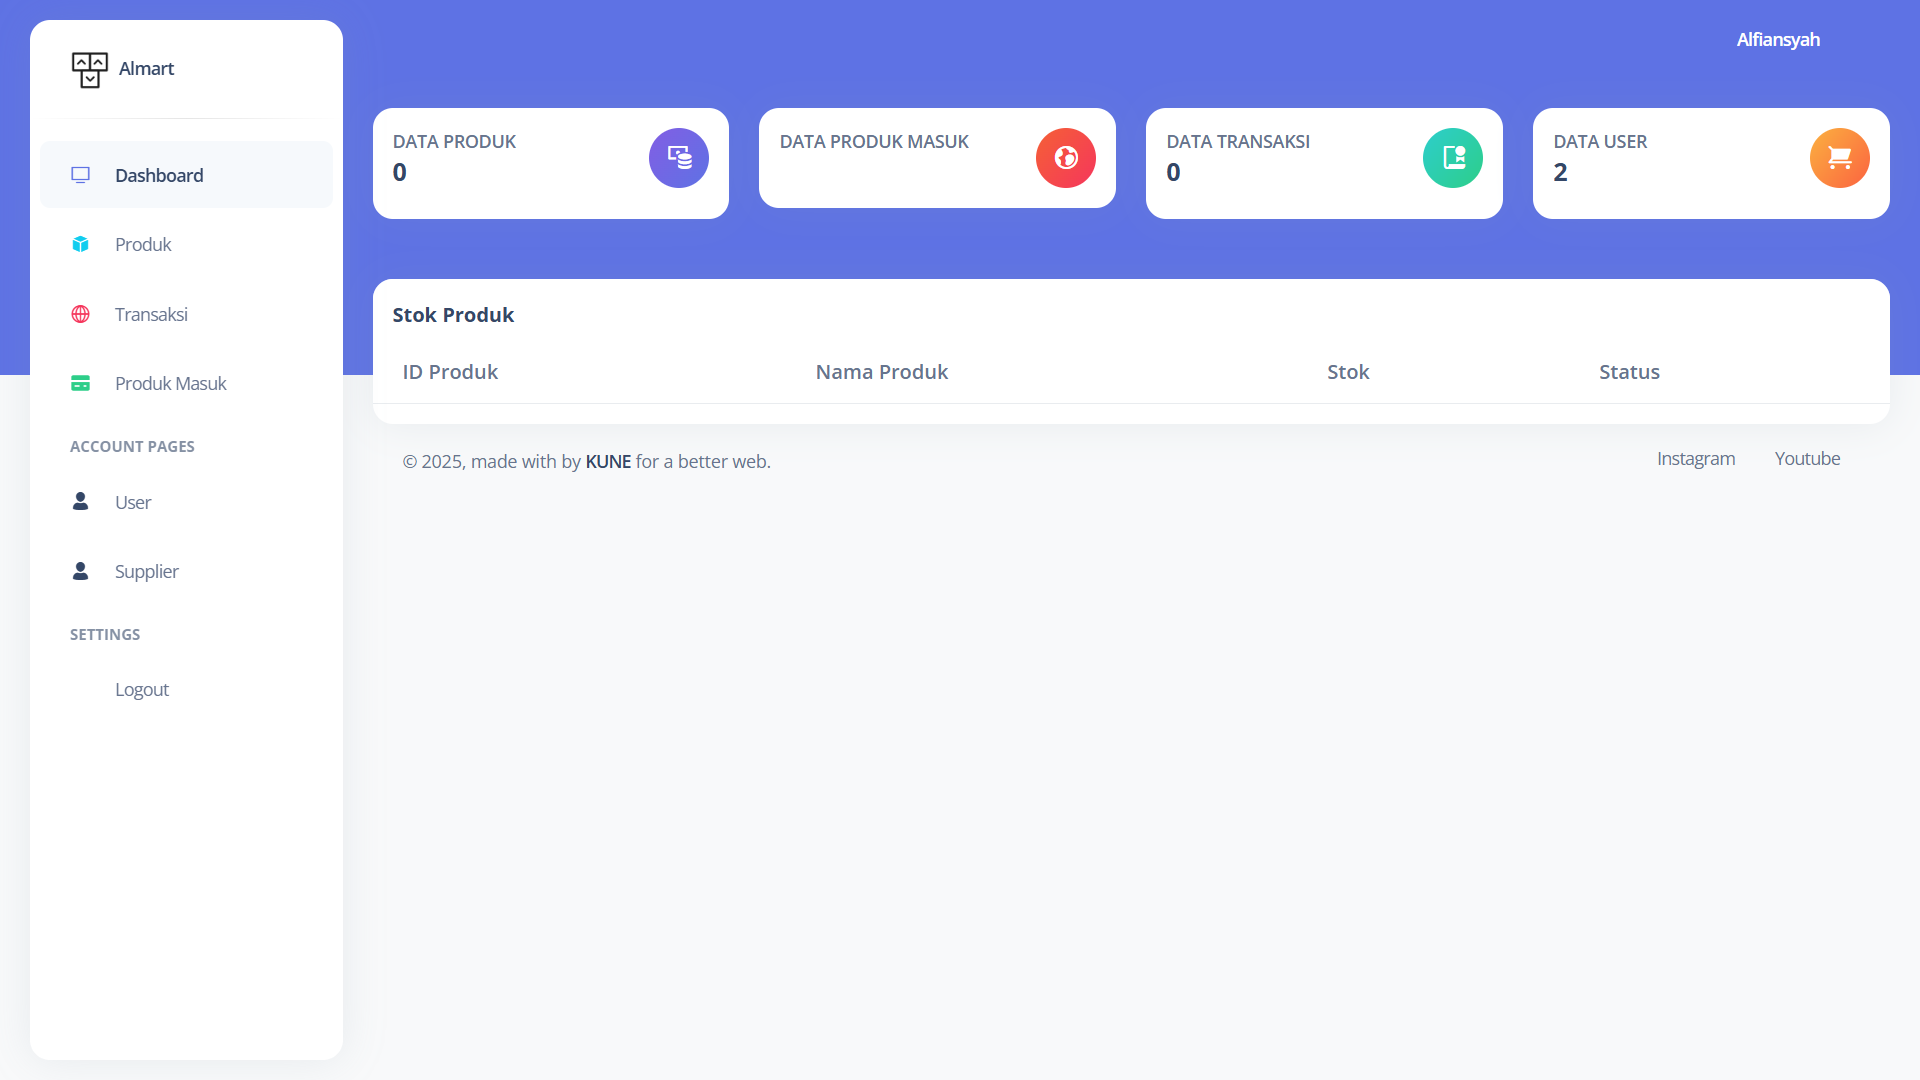 Almart
Dashboard
Produk
Transaksi
Produk Masuk
ACCOUNT PAGES
User
Supplier
SETTINGS
Logout
Alfiansyah
DATA PRODUK
0
DATA PRODUK MASUK
DATA TRANSAKSI
0
DATA USER
2
Stok Produk
ID Produk Nama Produk Stok Status
© 2025, made with by KUNE for a better web.
Instagram Youtube